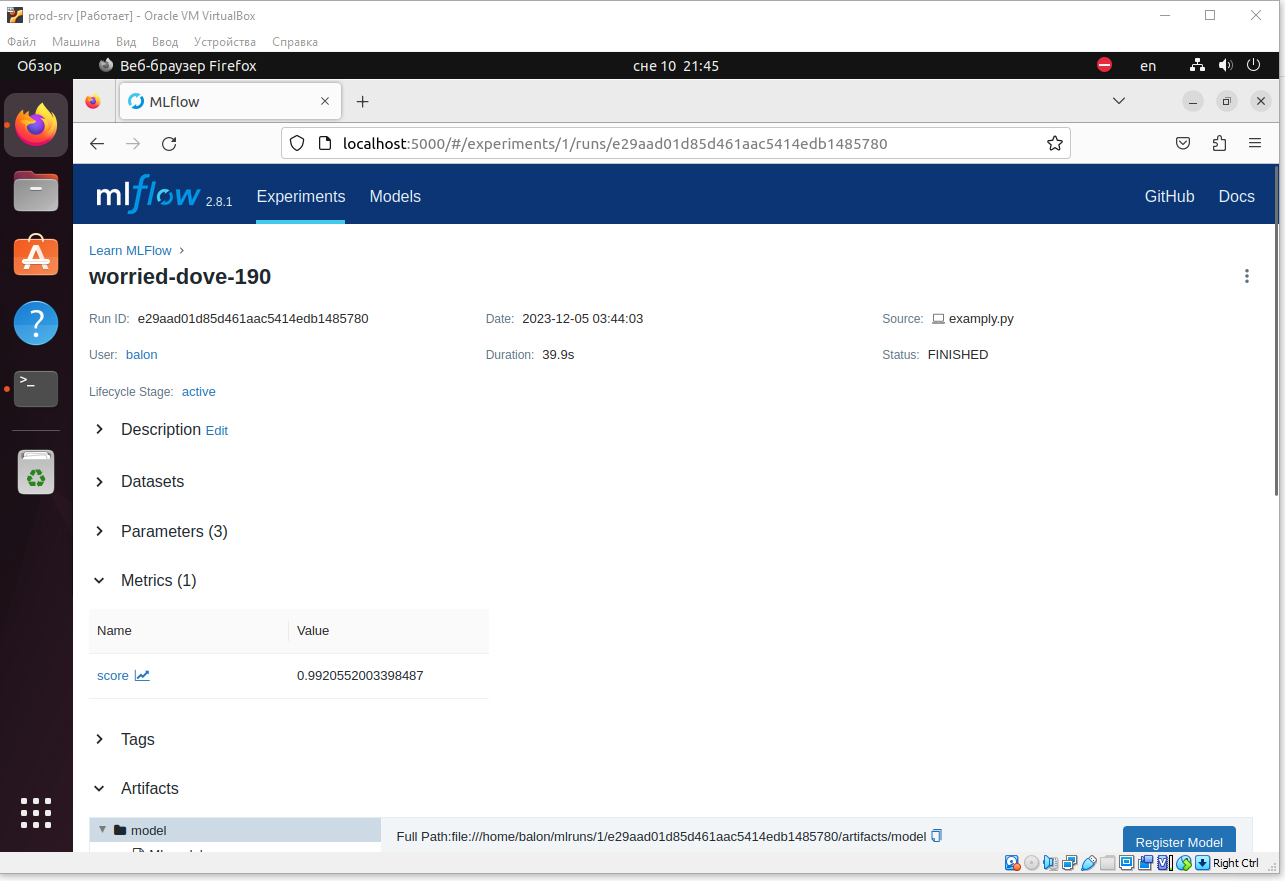 prod-srv [Работает] - Oracle VM VirtualBox
Файл Машина Вид Ввод Устройства Справка
Обзор Веб-браузер Firefox сне 10 21:45 en
MLflow
localhost:5000/#/experiments/1/runs/e29aad01d85d461aac5414edb1485780
mlflow 2.8.1 Experiments Models GitHub Docs
Learn MLFlow
worried-dove-190
Run ID: e29aad01d85d461aac5414edb1485780 Date: 2023-12-05 03:44:03 Source: examply.py
User: balon Duration: 39.9s Status: FINISHED
Lifecycle Stage: active
Description Edit
Datasets
Parameters (3)
Metrics (1)
Name Value
score 0.9920552003398487
Tags
Artifacts
model
Full Path:file:///home/balon/mlruns/1/e29aad01d85d461aac5414edb1485780/artifacts/model
Register Model
Right Ctrl